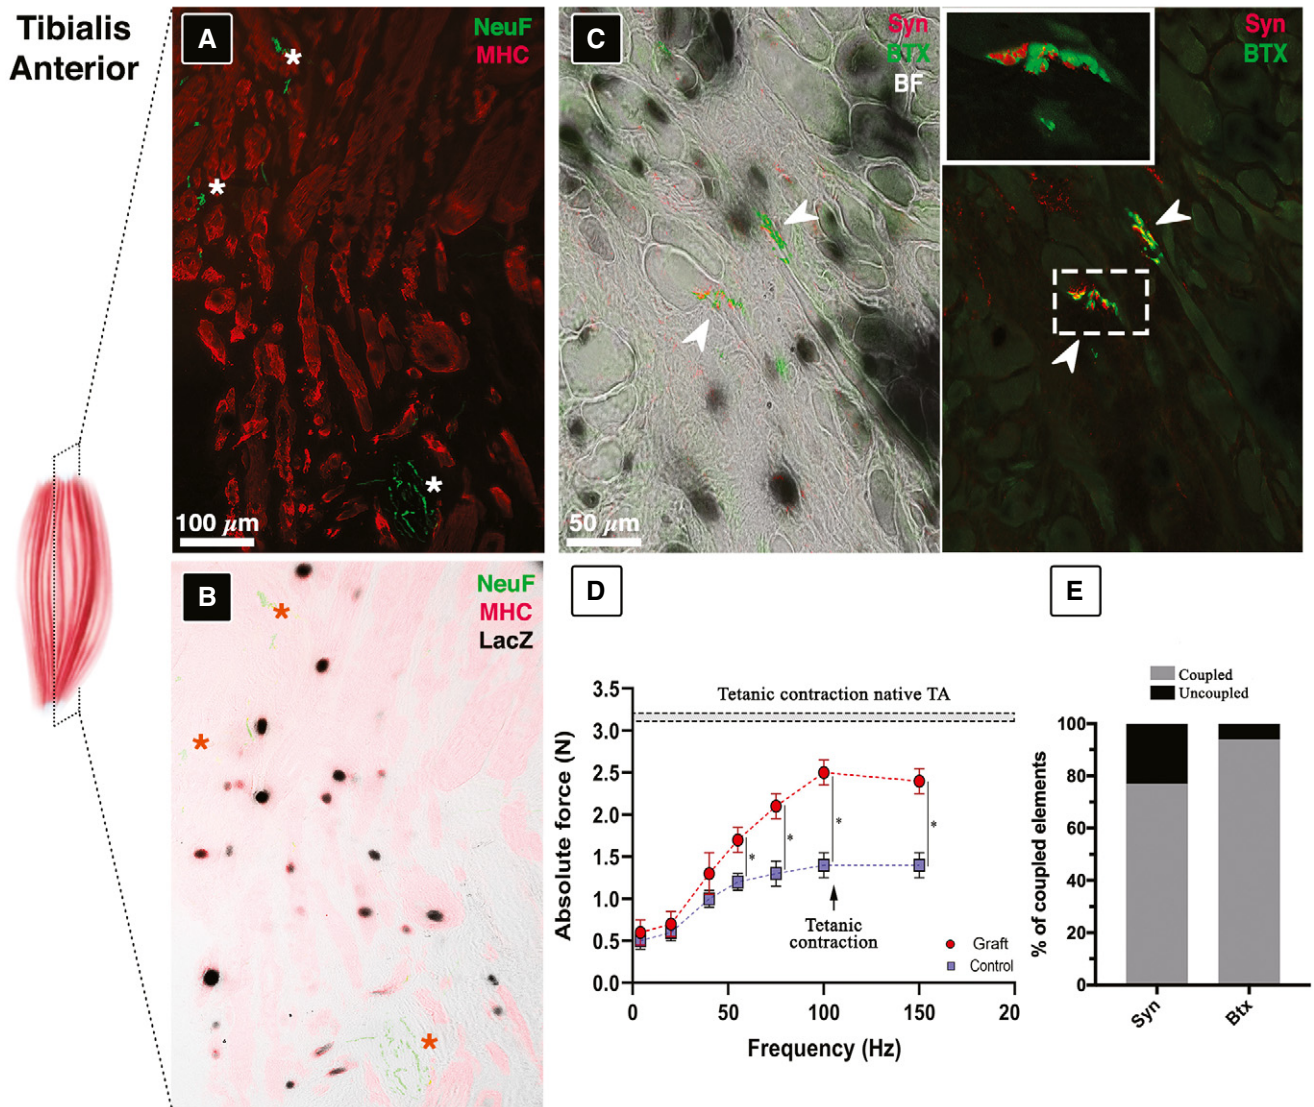 Tibialis
Anterior
A
NeuF
MHC
*
*
*
100 µm
B
NeuF
MHC
LacZ
*
*
*
C
Syn
BTX
BF
50 µm
Syn
BTX
D
Absolute force (N)
3.5
3.0
2.5
2.0
1.5
1.0
0.5
0.0
Tetanic contraction native TA
*
*
*
*
Tetanic
contraction
Graft
Control
0 50 100 150 20
Frequency (Hz)
E
Coupled
Uncoupled
% of coupled elements
100
80
60
40
20
0
Syn Btx